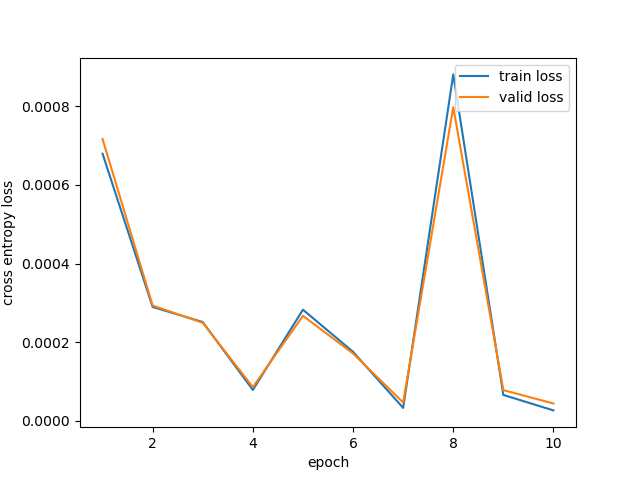 train loss
valid loss
0.0008
0.0006
0.0004
0.0002
0.0000
cross entropy loss
2 4 6 8 10
epoch